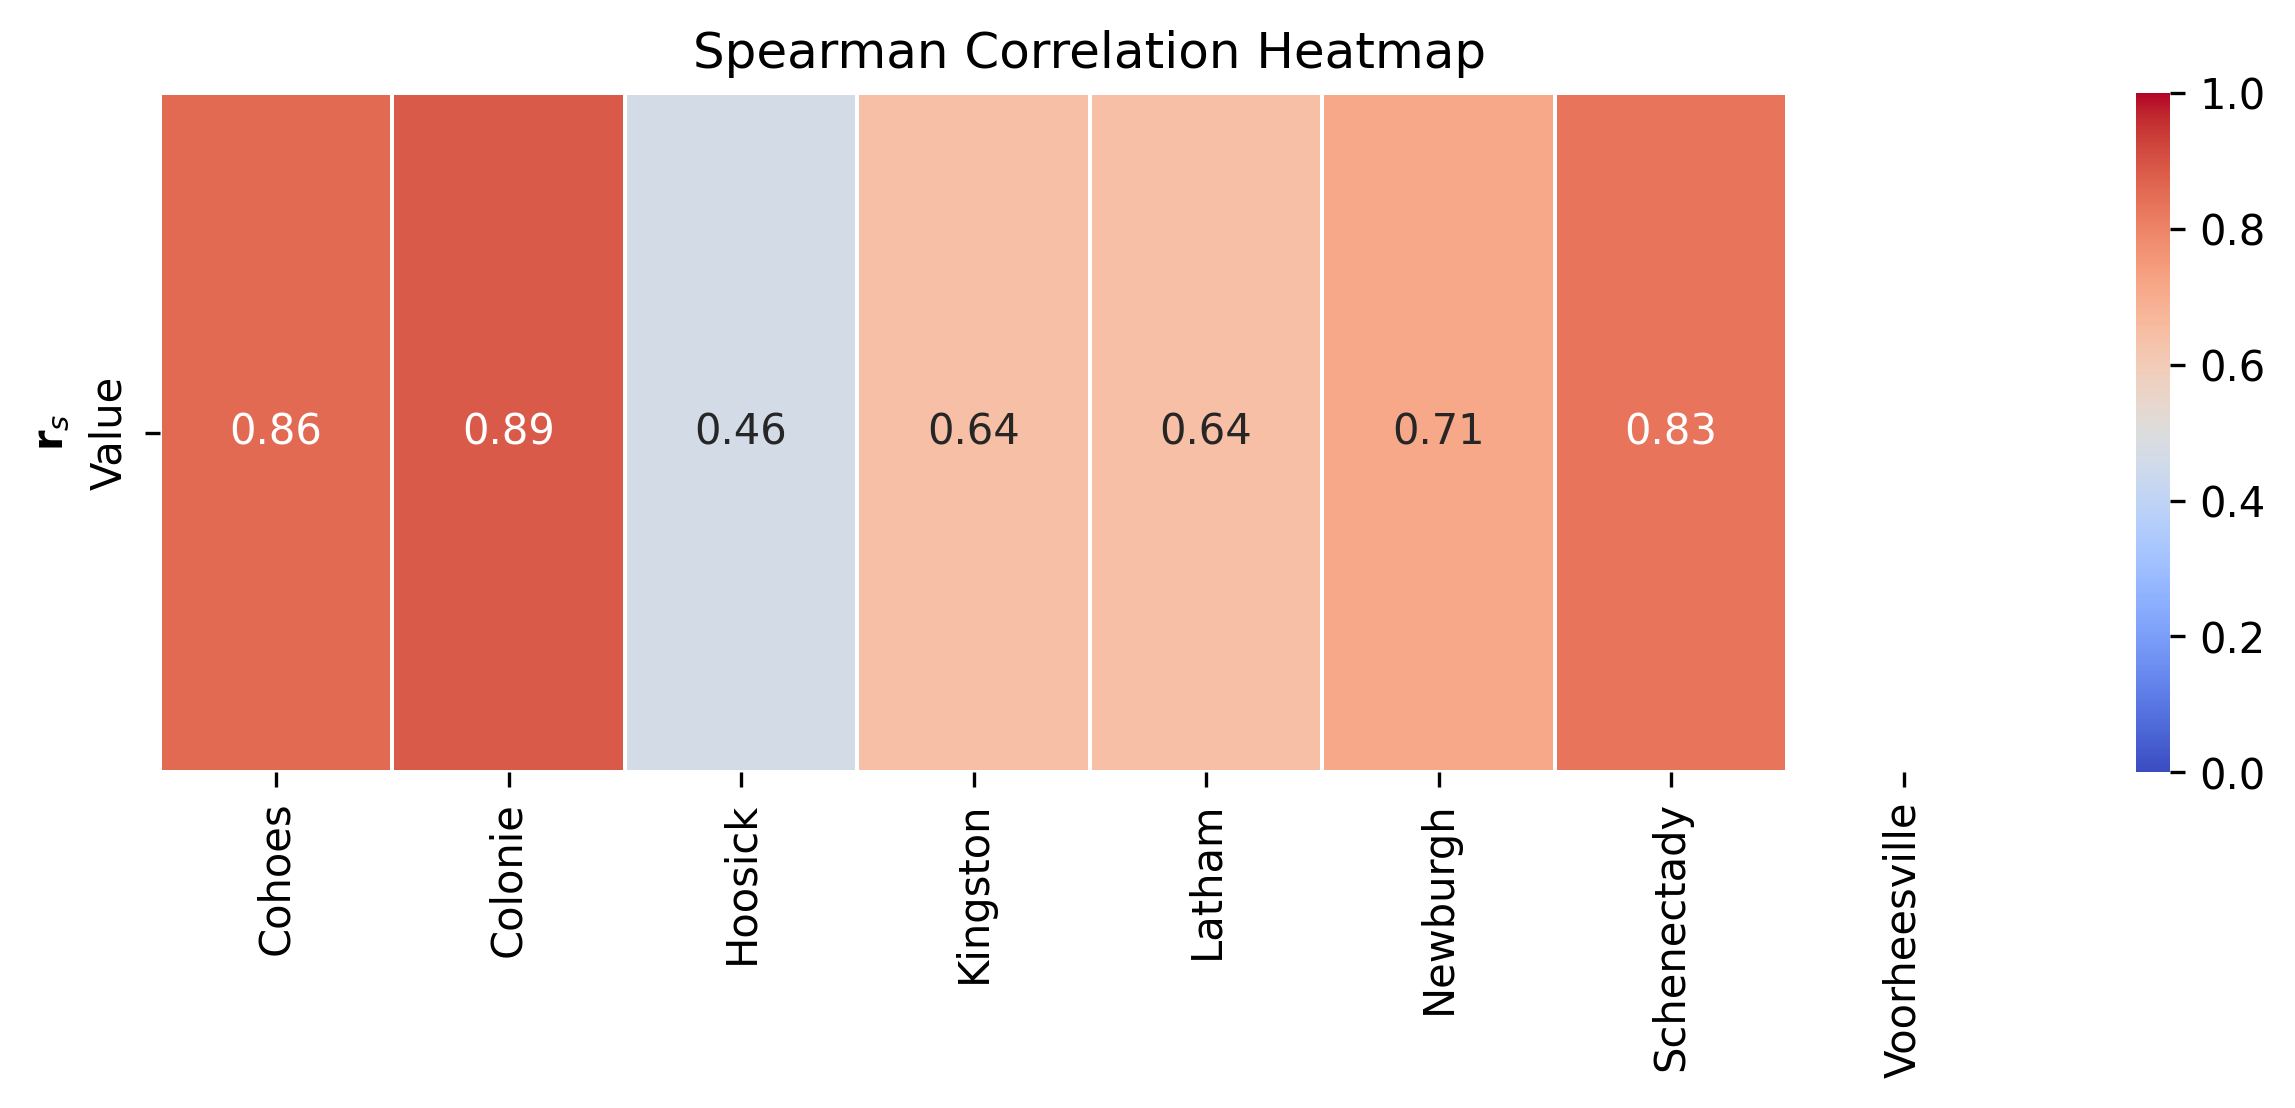 Spearman Correlation Heatmap
r_s
Value
0.86 0.89 0.46 0.64 0.64 0.71 0.83
Cohoes Colonie Hoosick Kingston Latham Newburgh Schenectady Voorheesville
1.0
0.8
0.6
0.4
0.2
0.0